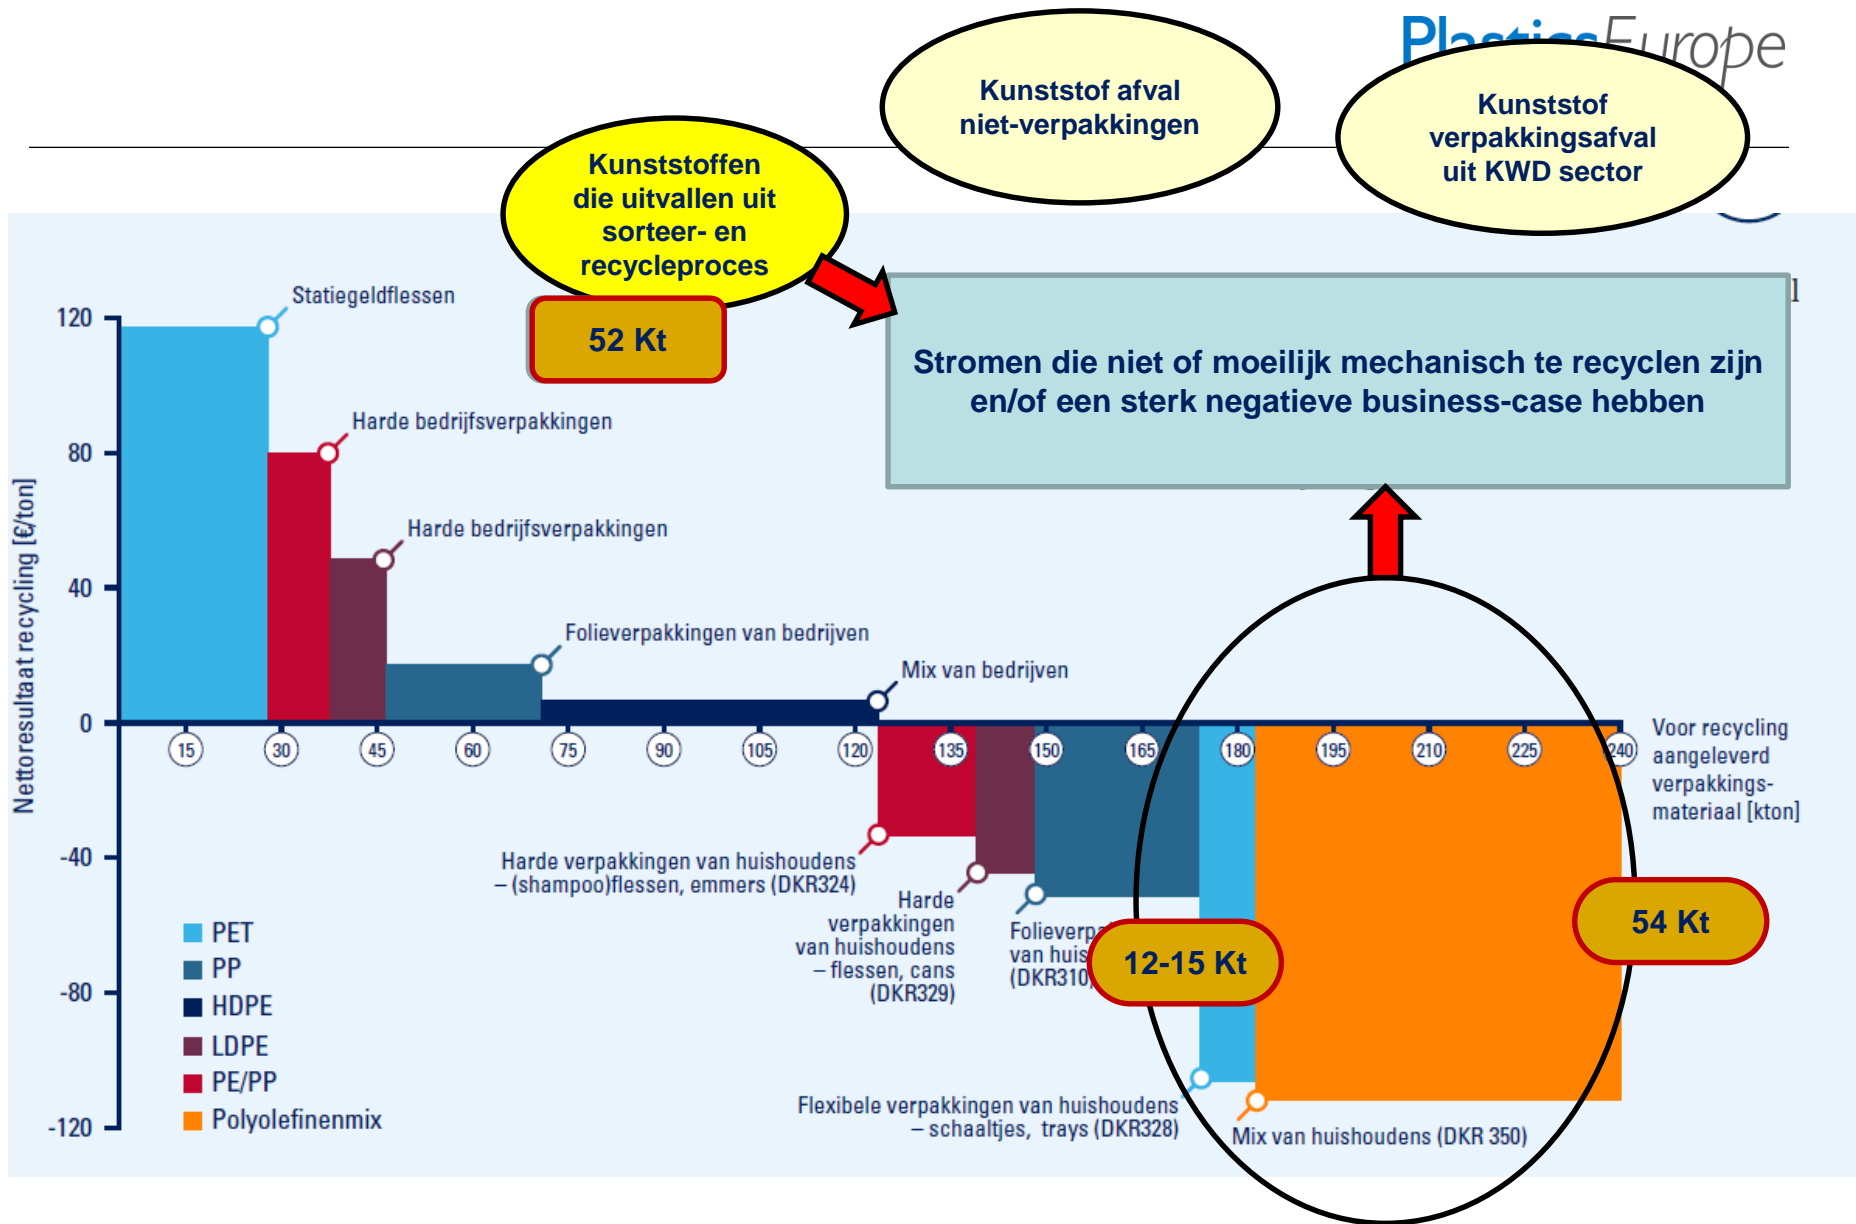 PlasticsEurope
Kunststof afval
niet-verpakkingen
Kunststof
verpakkingsafval
uit KWD sector
Kunststoffen
die uitvallen uit
sorteer- en
recycleproces
52 Kt
Stromen die niet of moeilijk mechanisch te recyclen zijn
en/of een sterk negatieve business-case hebben
Nettoresultaat recycling [€/ton]
120
80
40
0
-40
-80
-120
Statiegeldflessen
Harde bedrijfsverpakkingen
Harde bedrijfsverpakkingen
Folieverpakkingen van bedrijven
Mix van bedrijven
15
30
45
60
75
90
105
120
135
150
165
180
195
210
225
240
Voor recycling
aangeleverd
verpakkings-
materiaal [kton]
Harde verpakkingen van huishoudens
– (shampoo)flessen, emmers (DKR324)
Harde
verpakkingen
van huishoudens
– flessen, cans
(DKR329)
van
(DKR310)
12-15 Kt
54 Kt
Flexibele verpakkingen van huishoudens
– schaaltjes, trays (DKR328)
Mix van huishoudens (DKR 350)
PET
PP
HDPE
LDPE
PE/PP
Polyolefinenmix